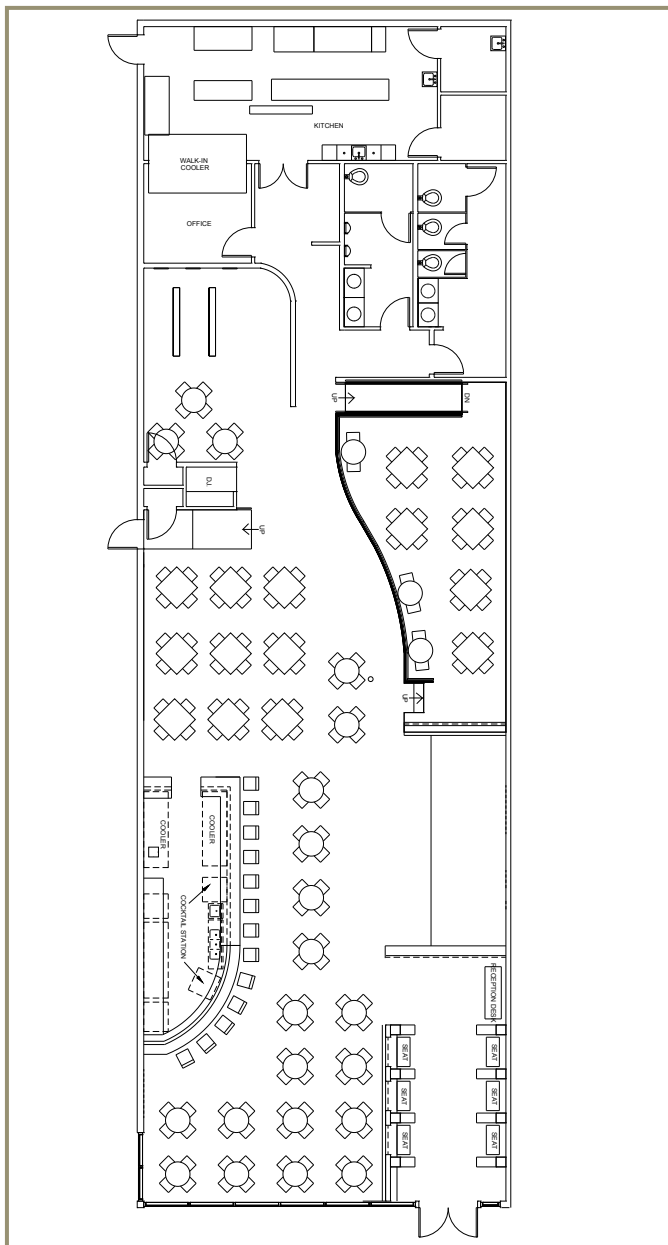 KITCHEN
WALK-IN
COOLER
OFFICE
UP
DN
DJ
UP
UP
COOLER
COOLER
COCKTAIL STATION
RECEPTION DESK
SEAT
SEAT
SEAT
SEAT
SEAT
SEAT